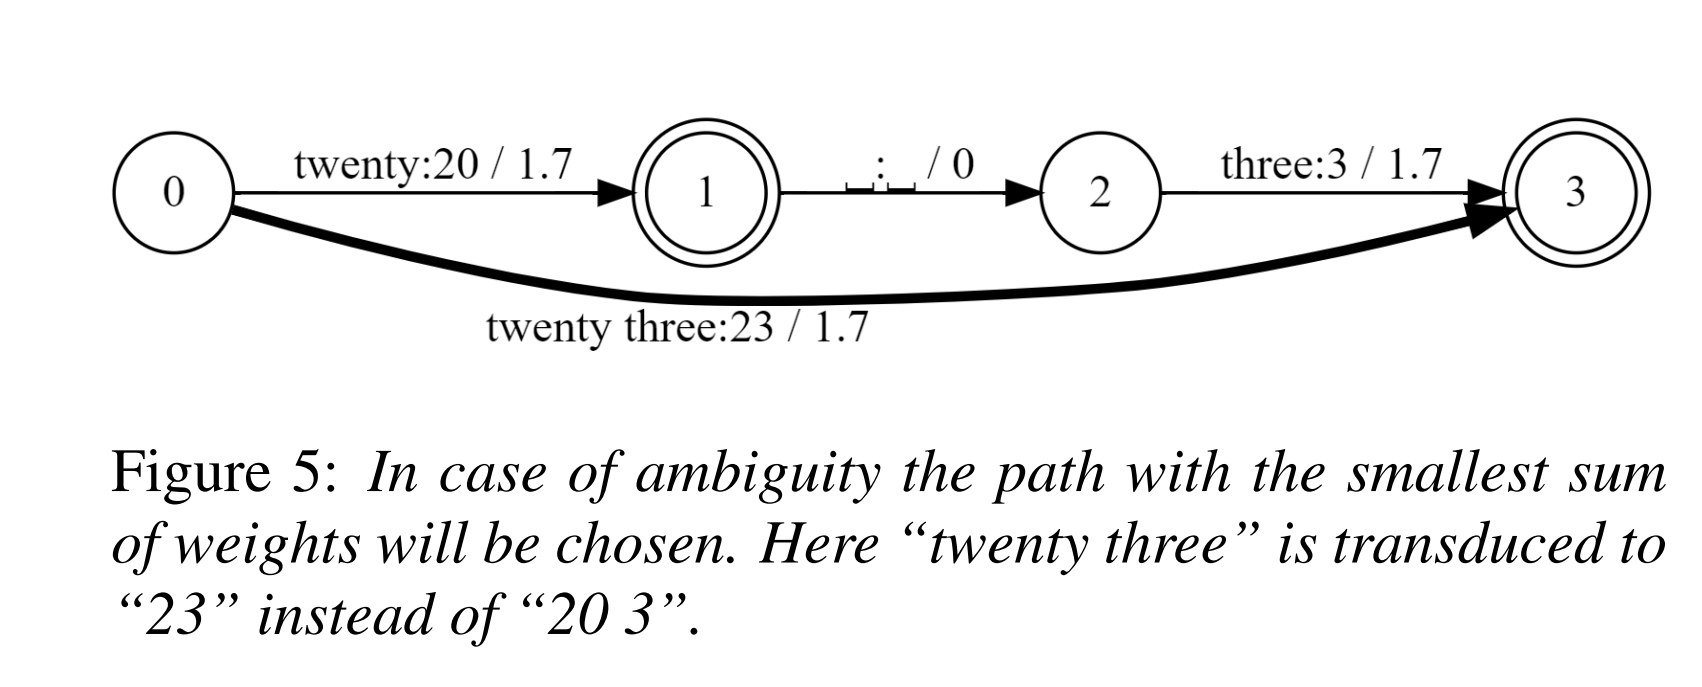 twenty:20 / 1.7
␣:␣ / 0
three:3 / 1.7
0
1
2
3
twenty three:23 / 1.7
Figure 5: In case of ambiguity the path with the smallest sum
of weights will be chosen. Here “twenty three” is transduced to
“23” instead of “20 3”.